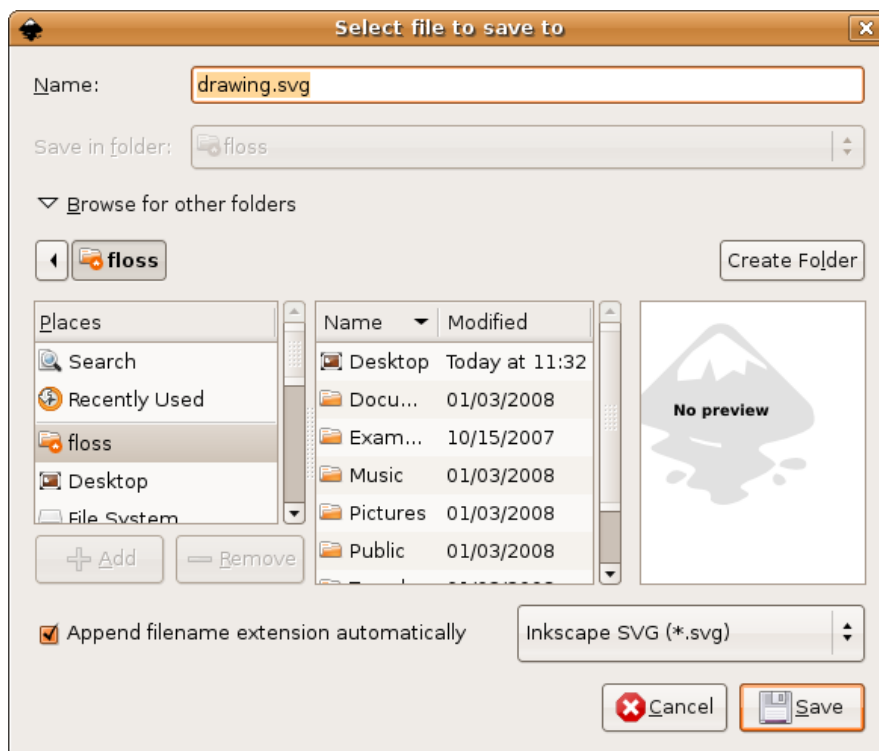 Select file to save to
Name: drawing.svg
Save in folder: floss
Browse for other folders
floss Create Folder
Places
Search
Recently Used
floss
Desktop
File System
Add Remove
Name Modified
Desktop Today at 11:32
Docu... 01/03/2008
Exam... 10/15/2007
Music 01/03/2008
Pictures 01/03/2008
Public 01/03/2008
No preview
Append filename extension automatically Inkscape SVG (*.svg)
Cancel Save